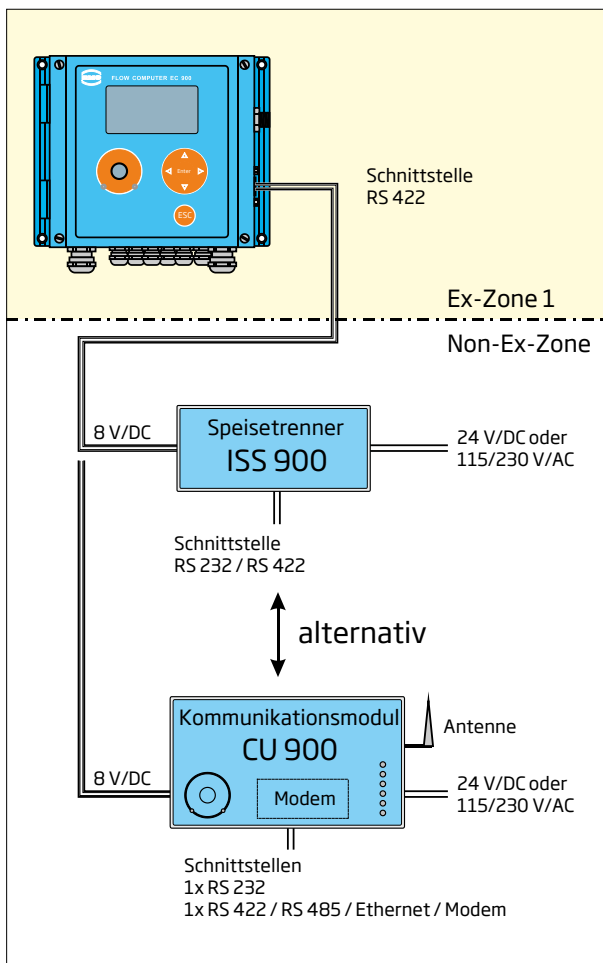 FLOW COMPUTER EC 900
Enter
ESC
Schnittstelle
RS 422
Ex-Zone 1
Non-Ex-Zone
8 V/DC
Speisetrenner
ISS 900
24 V/DC oder
115/230 V/AC
Schnittstelle
RS 232 / RS 422
alternativ
Kommunikationsmodul
CU 900
Antenne
8 V/DC
Modem
24 V/DC oder
115/230 V/AC
Schnittstellen
1x RS 232
1x RS 422 / RS 485 / Ethernet / Modem